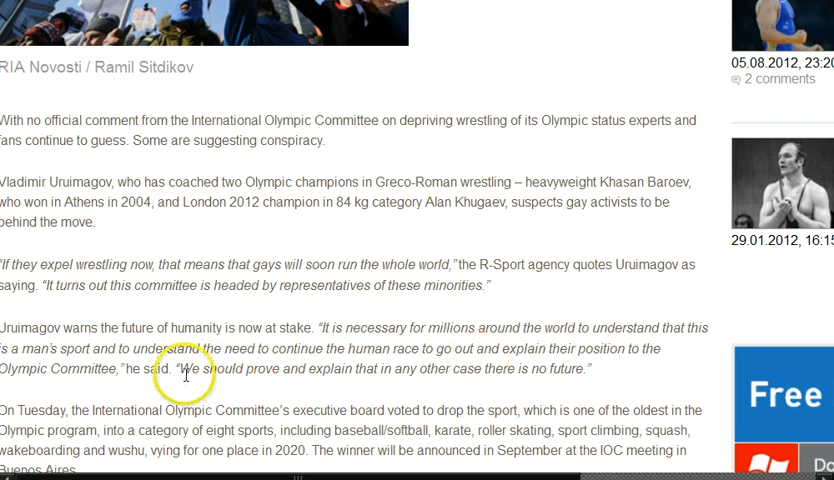 RIA Novosti / Ramil Sitdikov
With no official comment from the International Olympic Committee on depriving wrestling of its Olympic status experts and
fans continue to guess. Some are suggesting conspiracy.
Vladimir Uruimagov, who has coached two Olympic champions in Greco-Roman wrestling – heavyweight Khasan Baroev,
who won in Athens in 2004, and London 2012 champion in 84 kg category Alan Khugaev, suspects gay activists to be
behind the move.
“If they expel wrestling now, that means that gays will soon run the whole world,” the R-Sport agency quotes Uruimagov as
saying. “It turns out this committee is headed by representatives of these minorities.”
Uruimagov warns the future of humanity is now at stake. “It is necessary for millions around the world to understand that this
is a man’s sport and to understand the need to continue the human race to go out and explain their position to the
Olympic Committee,” he said. “We should prove and explain that in any other case there is no future.”
On Tuesday, the International Olympic Committee’s executive board voted to drop the sport, which is one of the oldest in the
Olympic program, into a category of eight sports, including baseball/softball, karate, roller skating, sport climbing, squash,
wakeboarding and wushu, vying for one place in 2020. The winner will be announced in September at the IOC meeting in
Buenos Aires.
05.08.2012, 23:20
2 comments
29.01.2012, 16:15
Free
Do